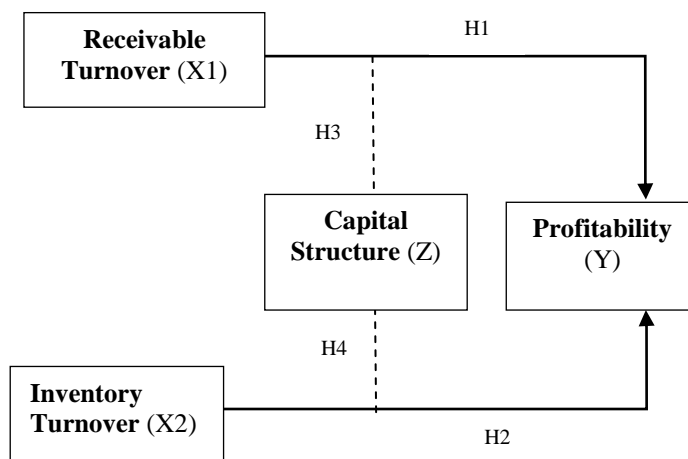 H1
Receivable
Turnover (X1)
H3
Capital
Structure (Z)
Profitability
(Y)
H4
Inventory
Turnover (X2)
H2